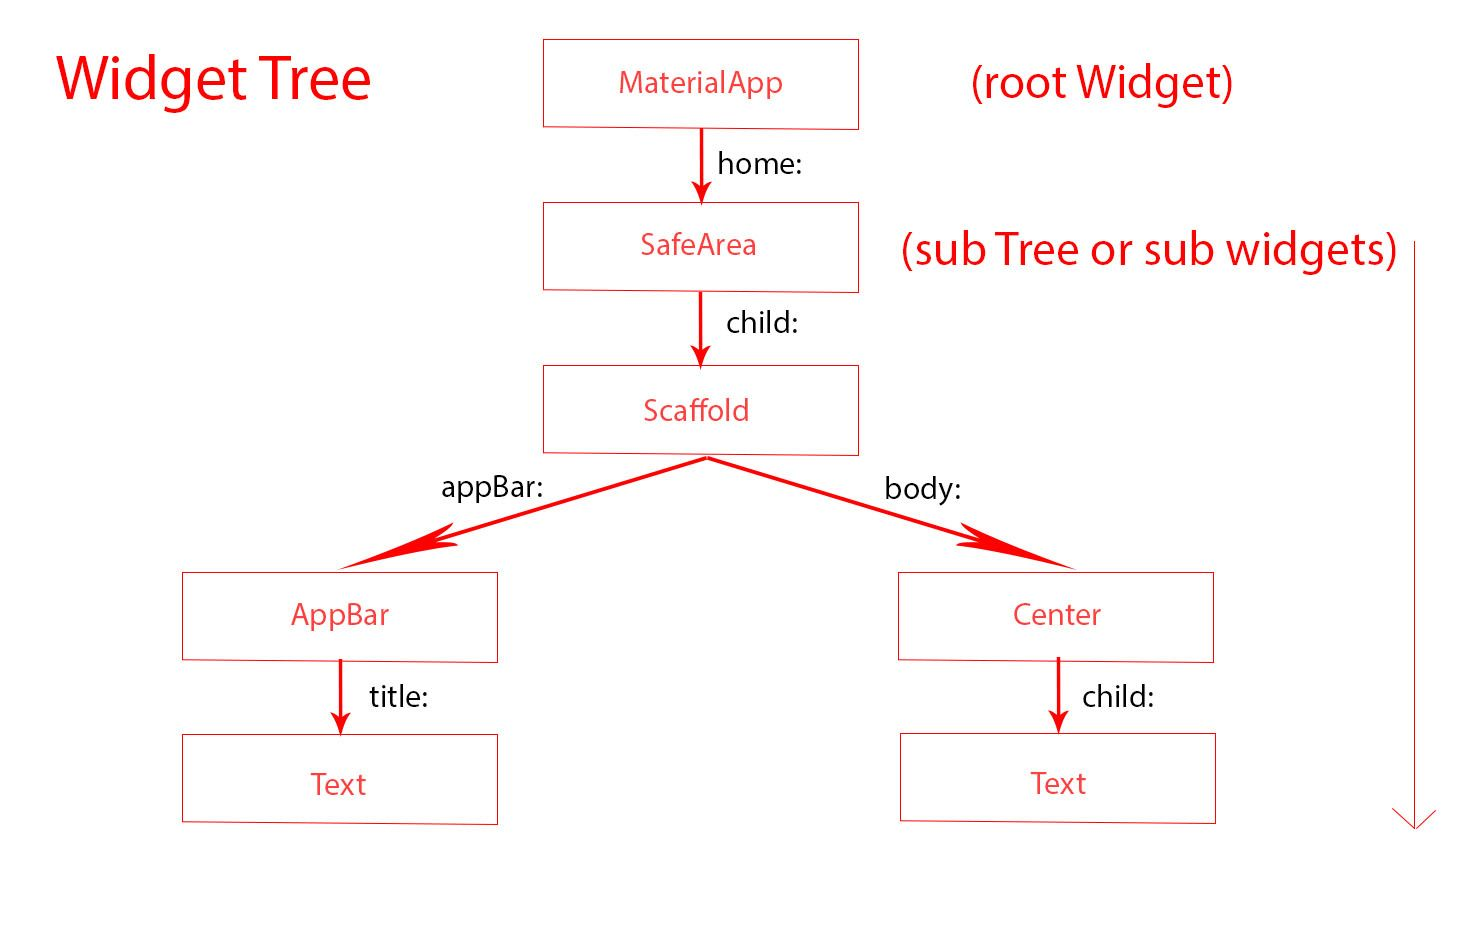 Widget Tree
MaterialApp
(root Widget)
home:
SafeArea
(sub Tree or sub widgets)
child:
Scaffold
appBar:
body:
AppBar
Center
title:
child:
Text
Text